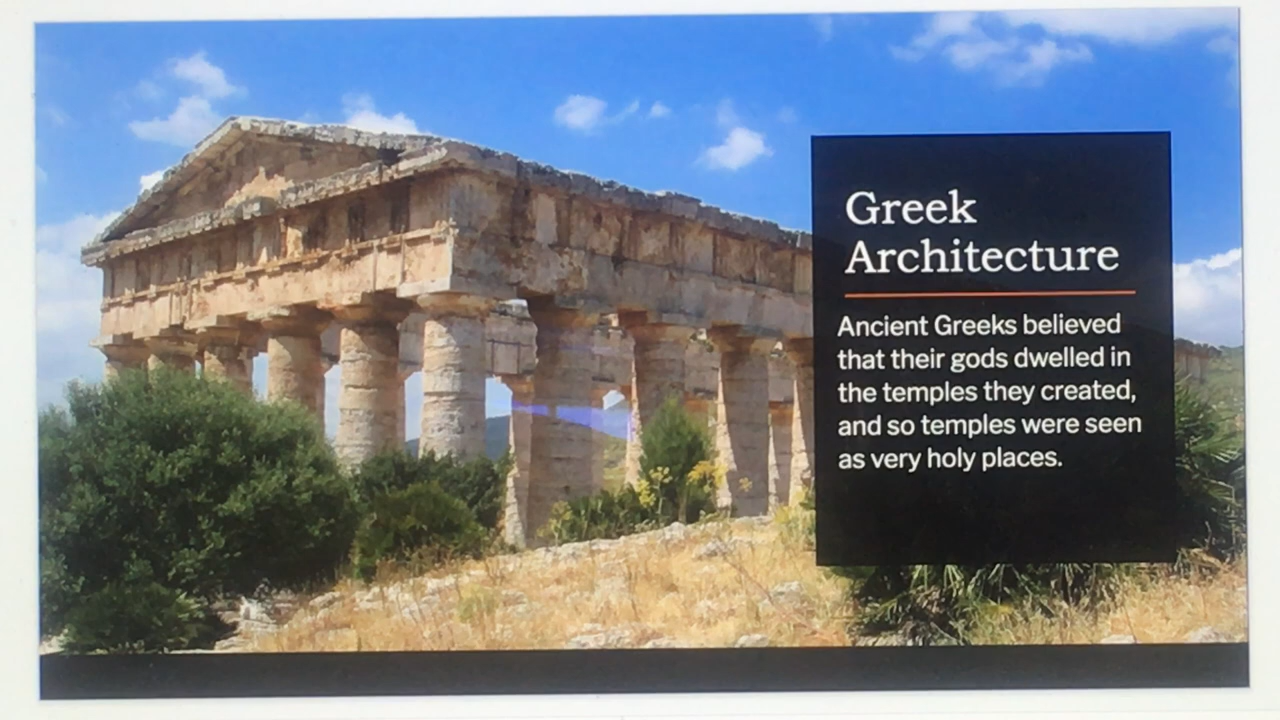 Greek
Architecture
Ancient Greeks believed
that their gods dwelled in
the temples they created,
and so temples were seen
as very holy places.